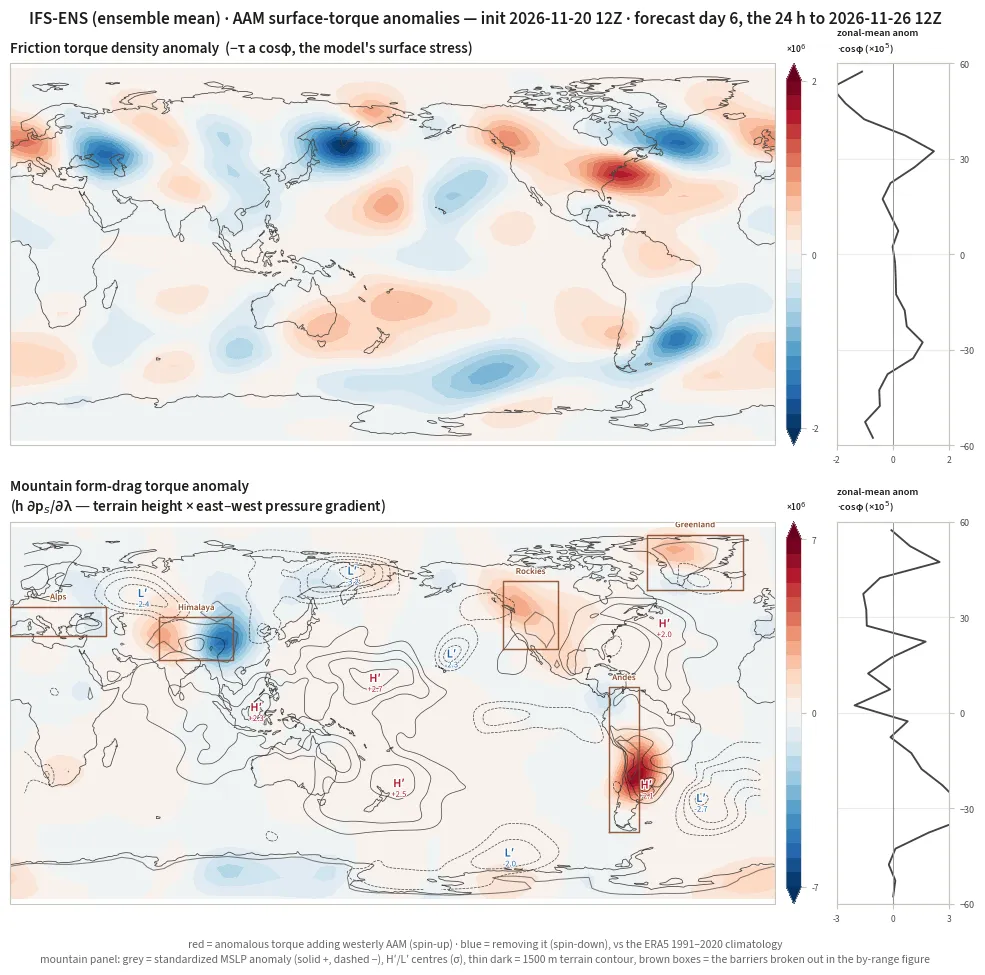 IFS-ENS (ensemble mean) · AAM surface-torque anomalies — init 2026-11-20 12Z · forecast day 6, the 24 h to 2026-11-26 12Z
Friction torque density anomaly (−τ a cosφ, the model's surface stress)
×10⁶
2
0
-2
zonal-mean anom
·cosφ (×10⁵)
60
30
0
−30
−60
-2
0
2
Mountain form-drag torque anomaly
(h ∂pₛ/∂λ — terrain height × east–west pressure gradient)
×10⁶
7
0
-7
zonal-mean anom
·cosφ (×10⁵)
60
30
0
−30
−60
-3
0
3
Greenland
Rockies
Alps
Himalaya
Andes
L'
L'
-2.4
H'
+2.0
L'
H'
+2.7
H'
+2.3
H'
+2.5
H'
L'
-2.7
L'
-2.0
red = anomalous torque adding westerly AAM (spin-up) · blue = removing it (spin-down), vs the ERA5 1991–2020 climatology
mountain panel: grey = standardized MSLP anomaly (solid +, dashed –), H'/L' centres (σ), thin dark = 1500 m terrain contour, brown boxes = the barriers broken out in the by-range figure